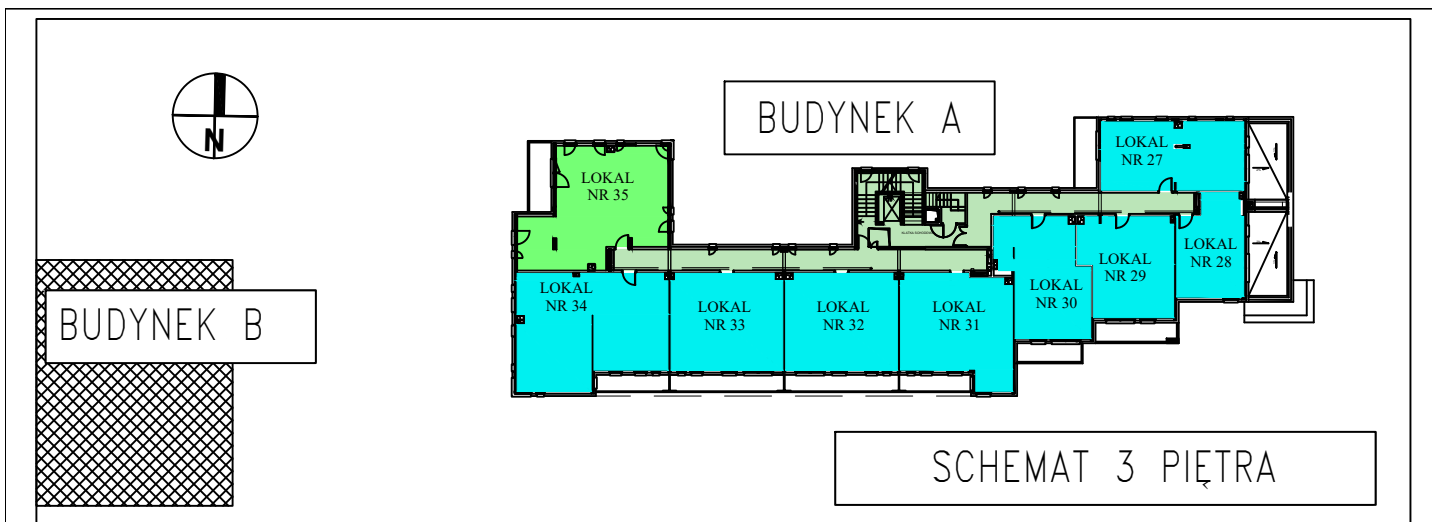 BUDYNEK A
N
LOKAL
NR 27
LOKAL
NR 35
LOKAL
NR 28
LOKAL
NR 29
LOKAL
NR 30
LOKAL
NR 34
LOKAL
NR 33
LOKAL
NR 32
LOKAL
NR 31
BUDYNEK B
SCHEMAT 3 PIĘTRA